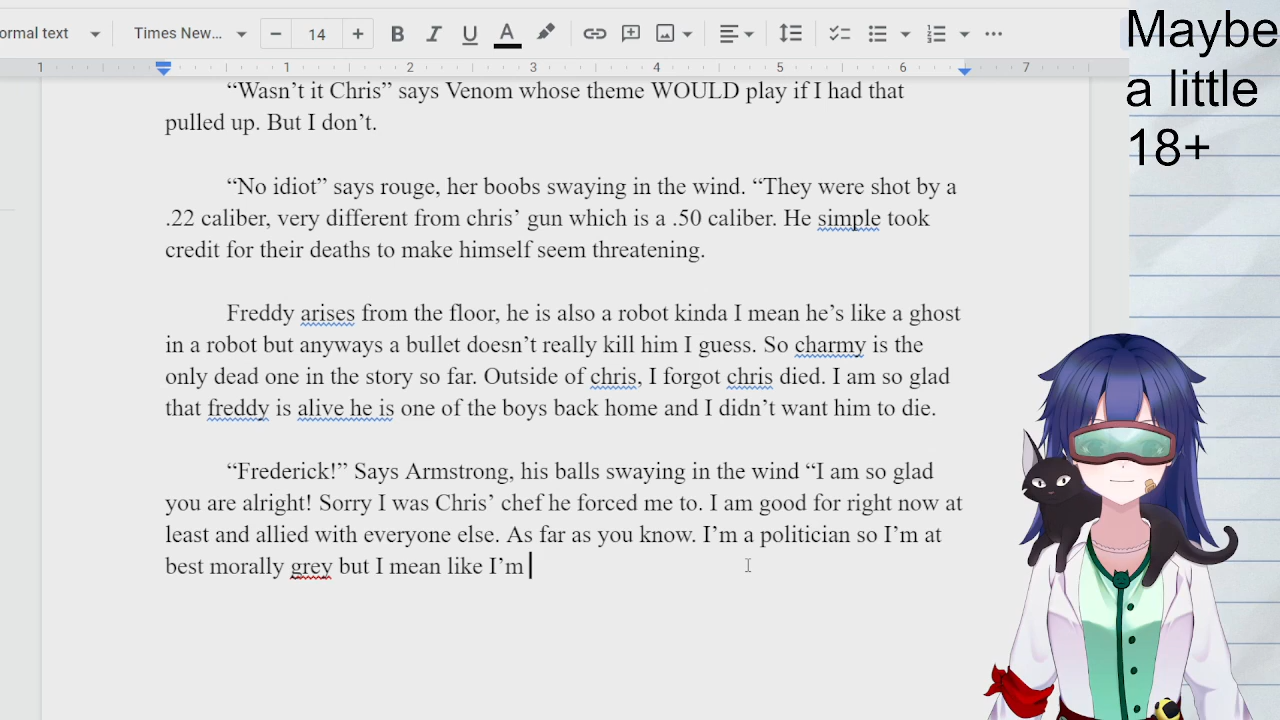 ormal text
Times New...
14
B I U A
1 1 2 3 4 5 6 7
Maybe
a little
18+
“Wasn’t it Chris” says Venom whose theme WOULD play if I had that
pulled up. But I don’t.
“No idiot” says rouge, her boobs swaying in the wind. “They were shot by a
.22 caliber, very different from chris’ gun which is a .50 caliber. He simple took
credit for their deaths to make himself seem threatening.
Freddy arises from the floor, he is also a robot kinda I mean he’s like a ghost
in a robot but anyways a bullet doesn’t really kill him I guess. So charmy is the
only dead one in the story so far. Outside of chris, I forgot chris died. I am so glad
that freddy is alive he is one of the boys back home and I didn’t want him to die.
“Frederick!” Says Armstrong, his balls swaying in the wind “I am so glad
you are alright! Sorry I was Chris’ chef he forced me to. I am good for right now at
least and allied with everyone else. As far as you know. I’m a politician so I’m at
best morally grey but I mean like I’m